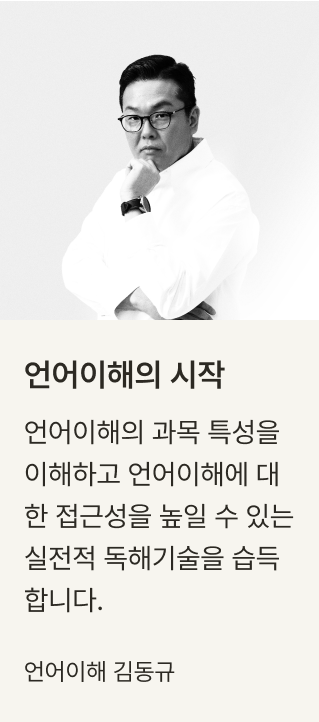 언어이해의 시작
언어이해의 과목 특성을
이해하고 언어이해에 대
한 접근성을 높일 수 있는
실전적 독해기술을 습득
합니다.
언어이해 김동규